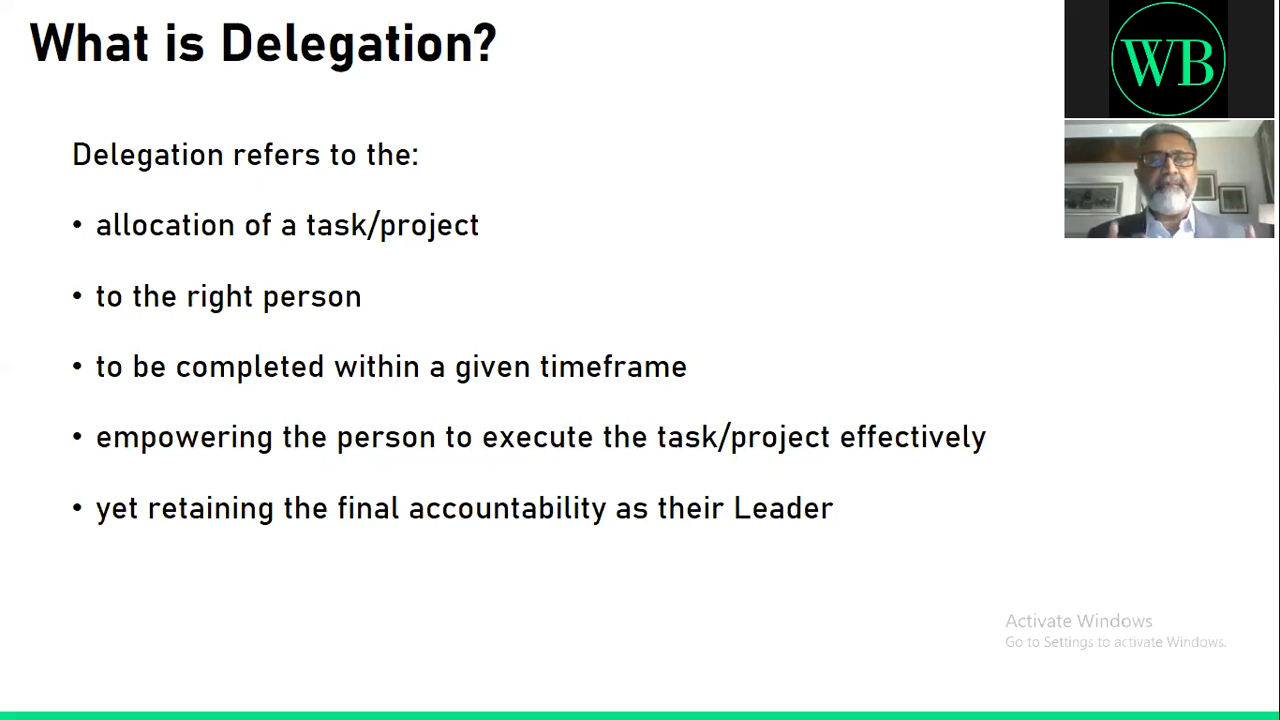 What is Delegation?
WB
Delegation refers to the:
• allocation of a task/project
• to the right person
• to be completed within a given timeframe
• empowering the person to execute the task/project effectively
• yet retaining the final accountability as their Leader
Activate Windows
Go to Settings to activate Windows.